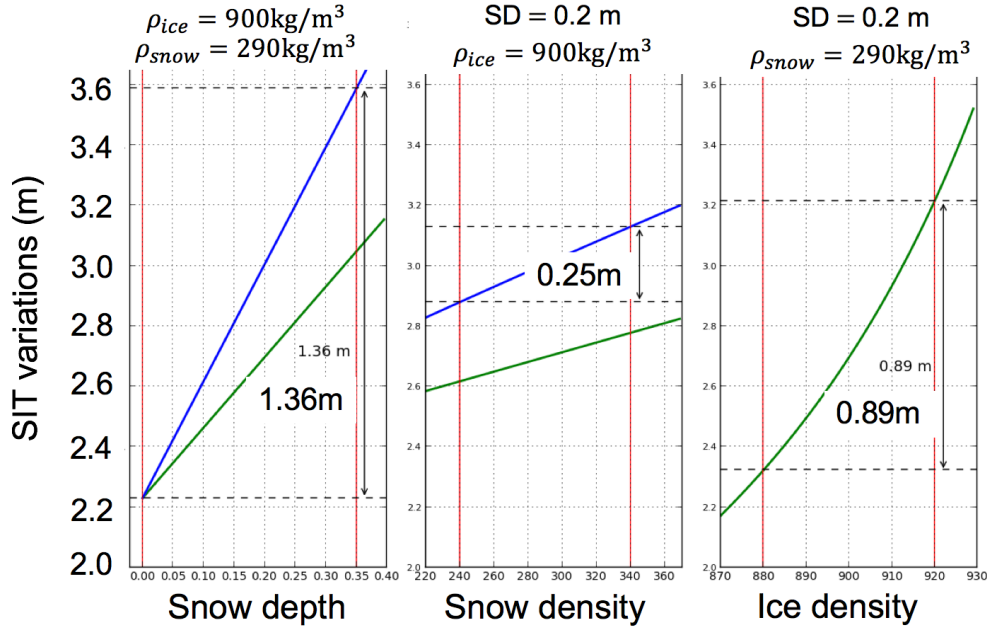 ρ_ice = 900kg/m³
ρ_snow = 290kg/m³
SD = 0.2 m
ρ_ice = 900kg/m³
SD = 0.2 m
ρ_snow = 290kg/m³
SIT variations (m)
3.6
3.4
3.2
3.0
2.8
2.6
2.4
2.2
2.0
1.36 m
1.36m
0.00 0.05 0.10 0.15 0.20 0.25 0.30 0.35 0.40
Snow depth
3.6
3.4
3.2
3.0
2.8
2.6
2.4
2.2
2.0
0.25m
220 240 260 280 300 320 340 360
Snow density
3.6
3.4
3.2
3.0
2.8
2.6
2.4
2.2
2.0
0.89 m
0.89m
870 880 890 900 910 920 930
Ice density